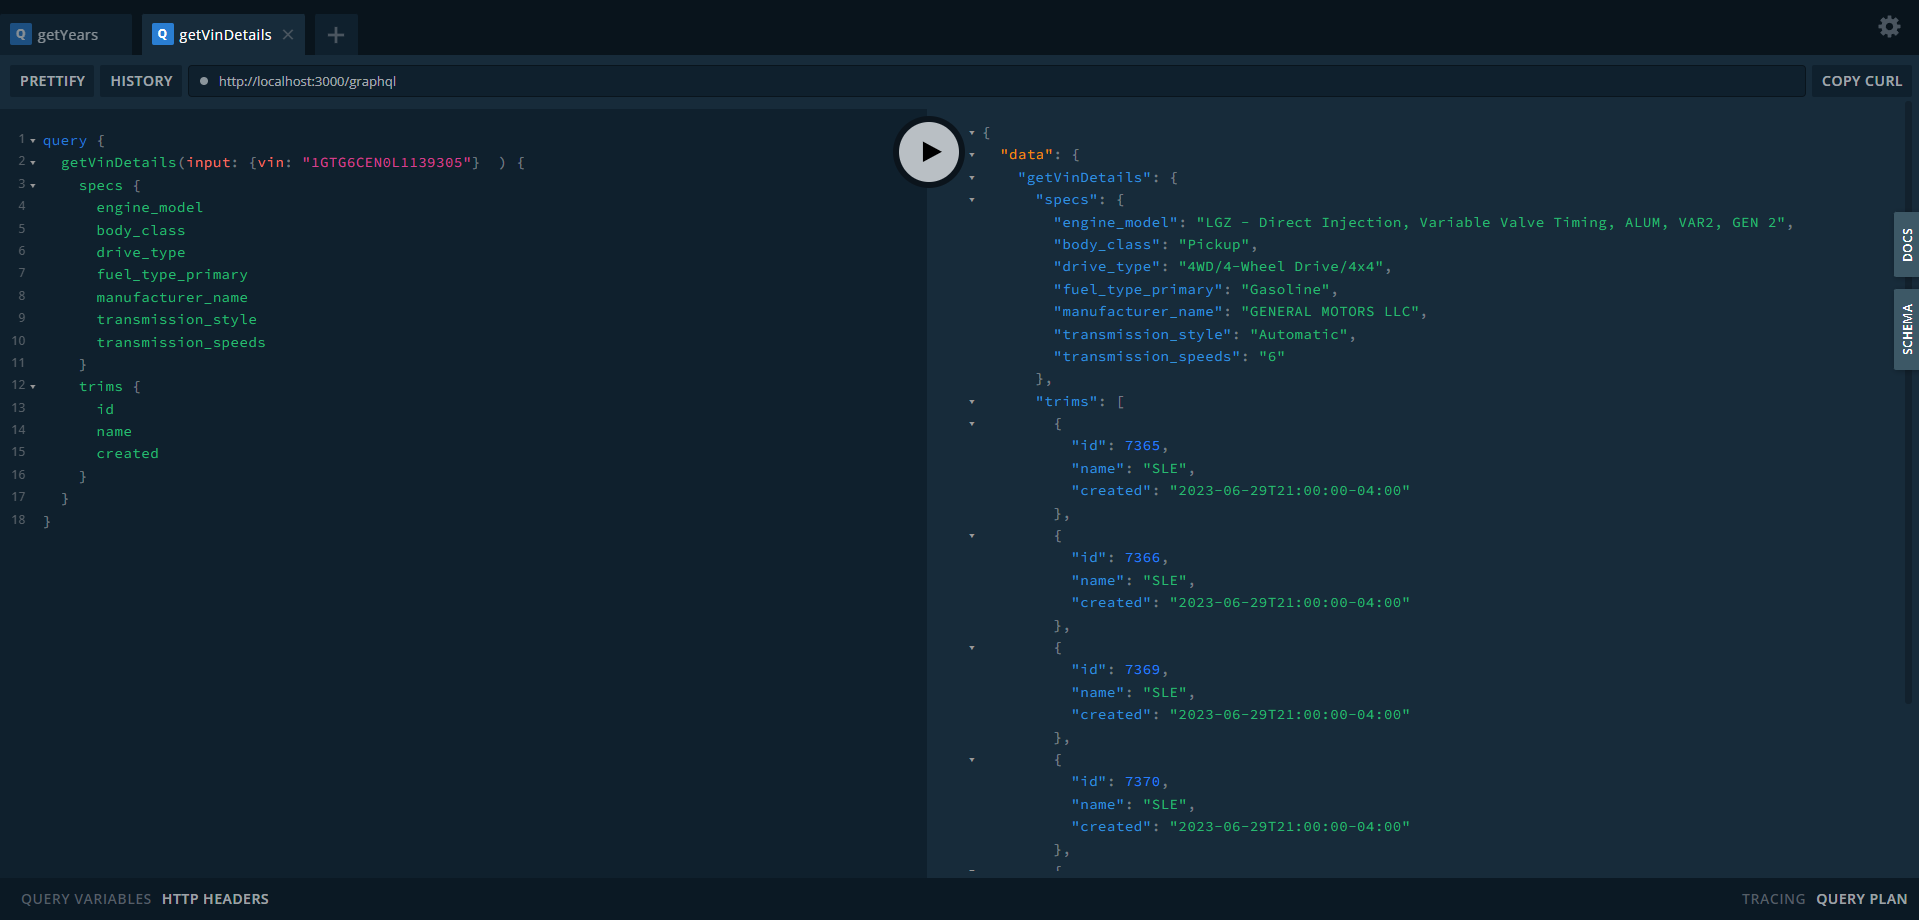 Q getYears
Q getVinDetails
PRETTIFY HISTORY http://localhost:3000/graphql COPY CURL
1 query {
2 getVinDetails(input: {vin: "1GTG6CEN0L1139305"}  ) {
3 specs {
4 engine_model
5 body_class
6 drive_type
7 fuel_type_primary
8 manufacturer_name
9 transmission_style
10 transmission_speeds
11 }
12 trims {
13 id
14 name
15 created
16 }
17 }
18 }
{
"data": {
"getVinDetails": {
"specs": {
"engine_model": "LGZ - Direct Injection, Variable Valve Timing, ALUM, VAR2, GEN 2",
"body_class": "Pickup",
"drive_type": "4WD/4-Wheel Drive/4x4",
"fuel_type_primary": "Gasoline",
"manufacturer_name": "GENERAL MOTORS LLC",
"transmission_style": "Automatic",
"transmission_speeds": "6"
},
"trims": [
{
"id": 7365,
"name": "SLE",
"created": "2023-06-29T21:00:00-04:00"
},
{
"id": 7366,
"name": "SLE",
"created": "2023-06-29T21:00:00-04:00"
},
{
"id": 7369,
"name": "SLE",
"created": "2023-06-29T21:00:00-04:00"
},
{
"id": 7370,
"name": "SLE",
"created": "2023-06-29T21:00:00-04:00"
},
{
DOCS
SCHEMA
QUERY VARIABLES HTTP HEADERS
TRACING QUERY PLAN